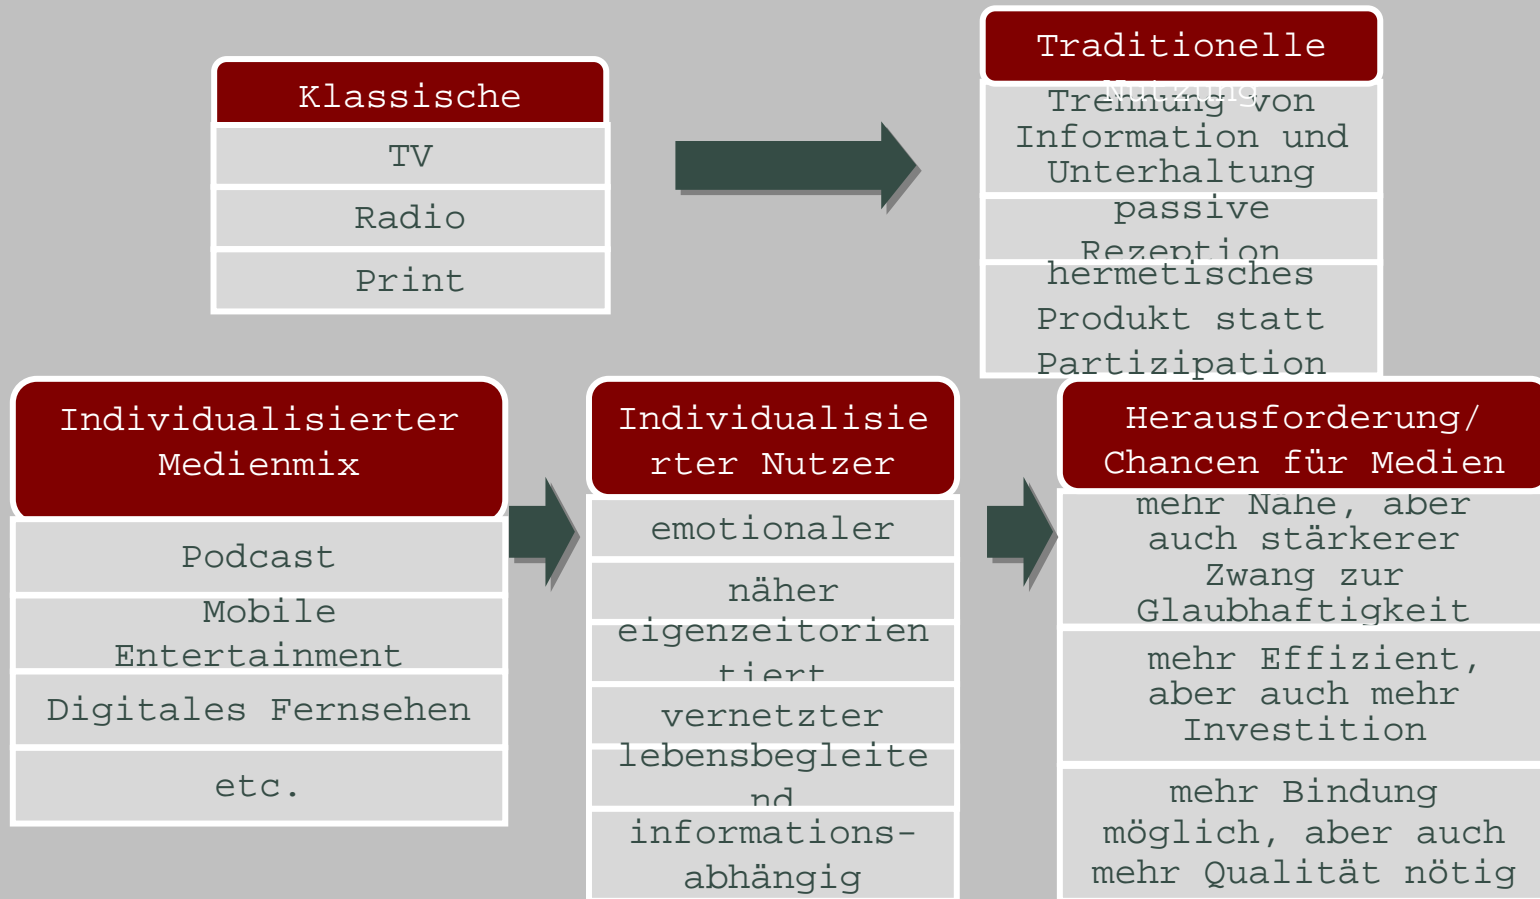 Klassische
TV
Radio
Print
Traditionelle
Nutzung
Trennung von
Information und
Unterhaltung
passive
Rezeption
hermetisches
Produkt statt
Partizipation
Individualisierter
Medienmix
Podcast
Mobile
Entertainment
Digitales Fernsehen
etc.
Individualisie
rter Nutzer
emotionaler
näher
eigenzeitorien
tiert
vernetzter
lebensbegleite
nd
informations-
abhängig
Herausforderung/
Chancen für Medien
mehr Nähe, aber
auch stärkerer
Zwang zur
Glaubhaftigkeit
mehr Effizient,
aber auch mehr
Investition
mehr Bindung
möglich, aber auch
mehr Qualität nötig